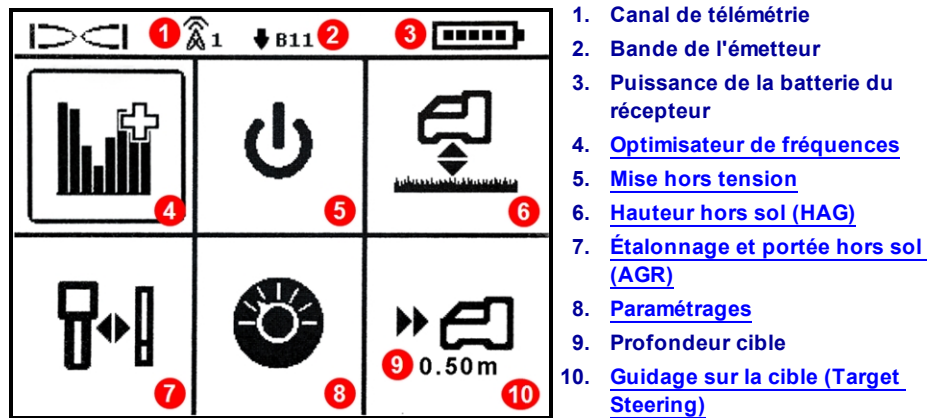 1 1 B11 2 3
4 5 6
7 8 9 0.50m 10
1. Canal de télémétrie
2. Bande de l'émetteur
3. Puissance de la batterie du
récepteur
4. Optimisateur de fréquences
5. Mise hors tension
6. Hauteur hors sol (HAG)
7. Étalonnage et portée hors sol
(AGR)
8. Paramétrages
9. Profondeur cible
10. Guidage sur la cible (Target
Steering)